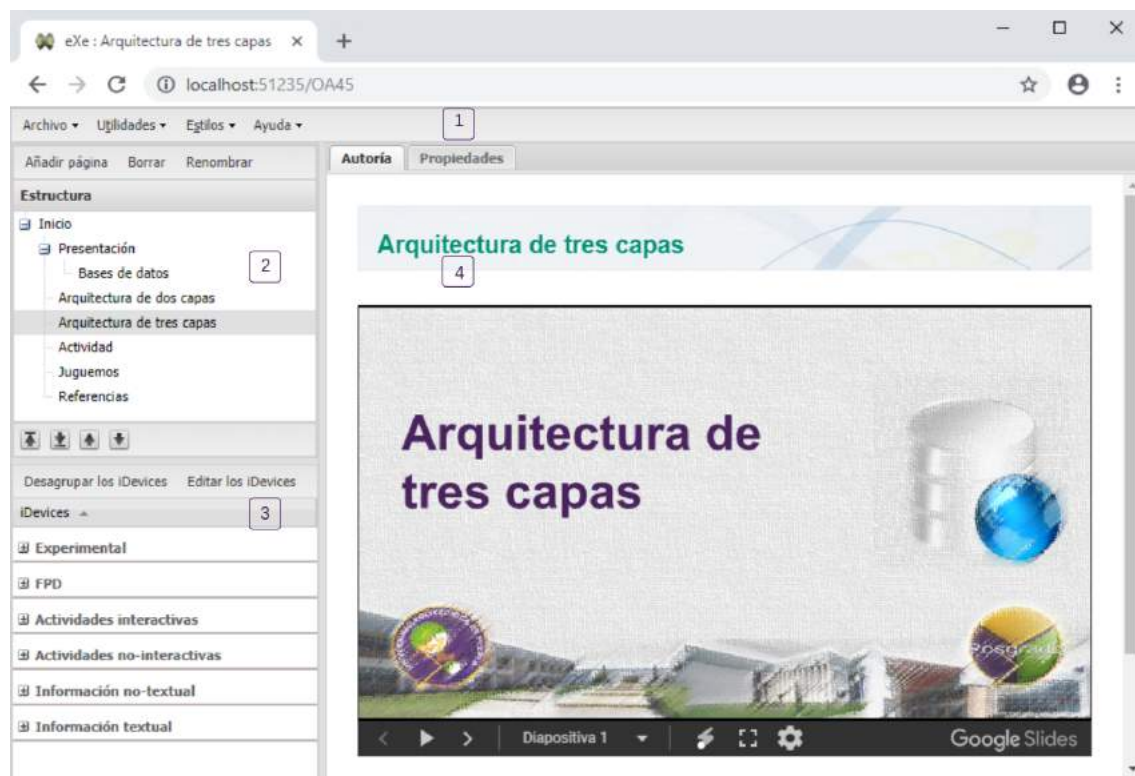 eXe : Arquitectura de tres capas
localhost:51235/OA45
Archivo Utilidades Estilos Ayuda
1
Añadir página Borrar Renombrar
Autoría Propiedades
Estructura
Inicio
Presentación
Bases de datos
2
Arquitectura de dos capas
Arquitectura de tres capas
Actividad
Juguemos
Referencias
Desagrupar los iDevices Editar los iDevices
iDevices
3
Experimental
FPD
Actividades interactivas
Actividades no-interactivas
Información no-textual
Información textual
Arquitectura de tres capas
4
Arquitectura de
tres capas
Posgrado
Diapositiva 1
Google Slides